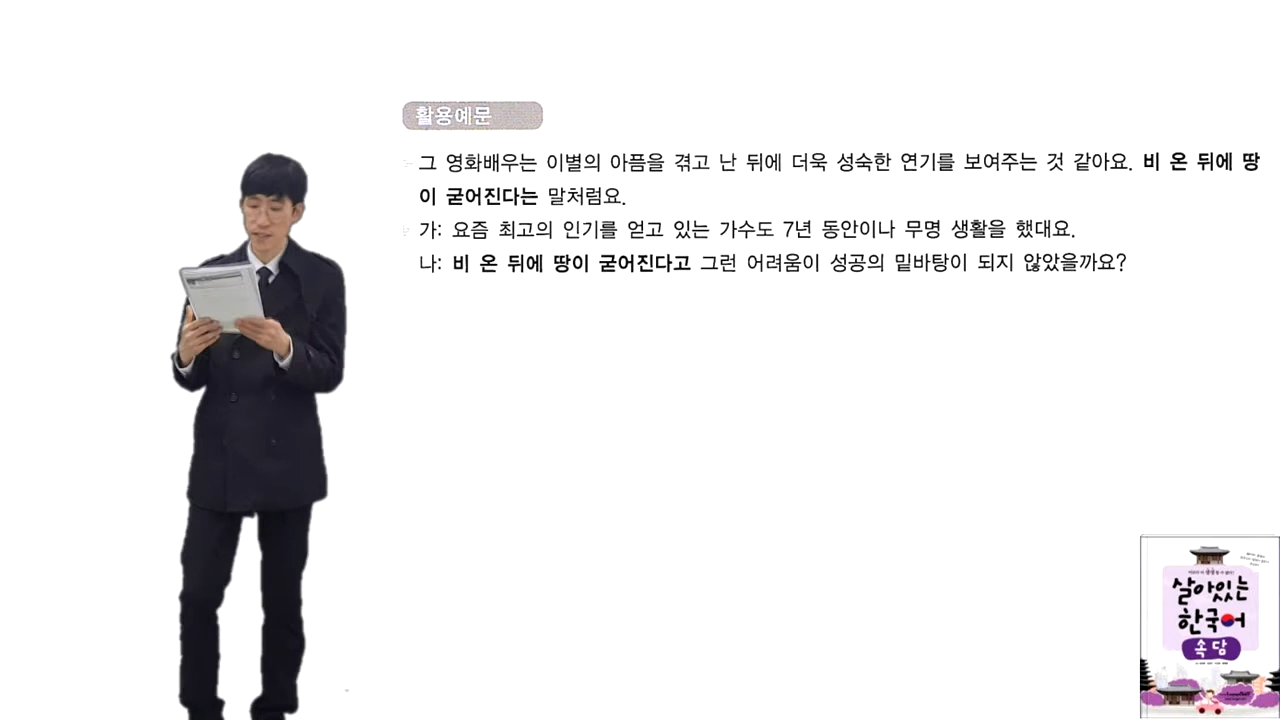 활용예문
그 영화배우는 이별의 아픔을 겪고 난 뒤에 더욱 성숙한 연기를 보여주는 것 같아요. 비 온 뒤에 땅
이 굳어진다는 말처럼요.
가: 요즘 최고의 인기를 얻고 있는 가수도 7년 동안이나 무명 생활을 했대요.
나: 비 온 뒤에 땅이 굳어진다고 그런 어려움이 성공의 밑바탕이 되지 않았을까요?
살아있는
한국어
속담